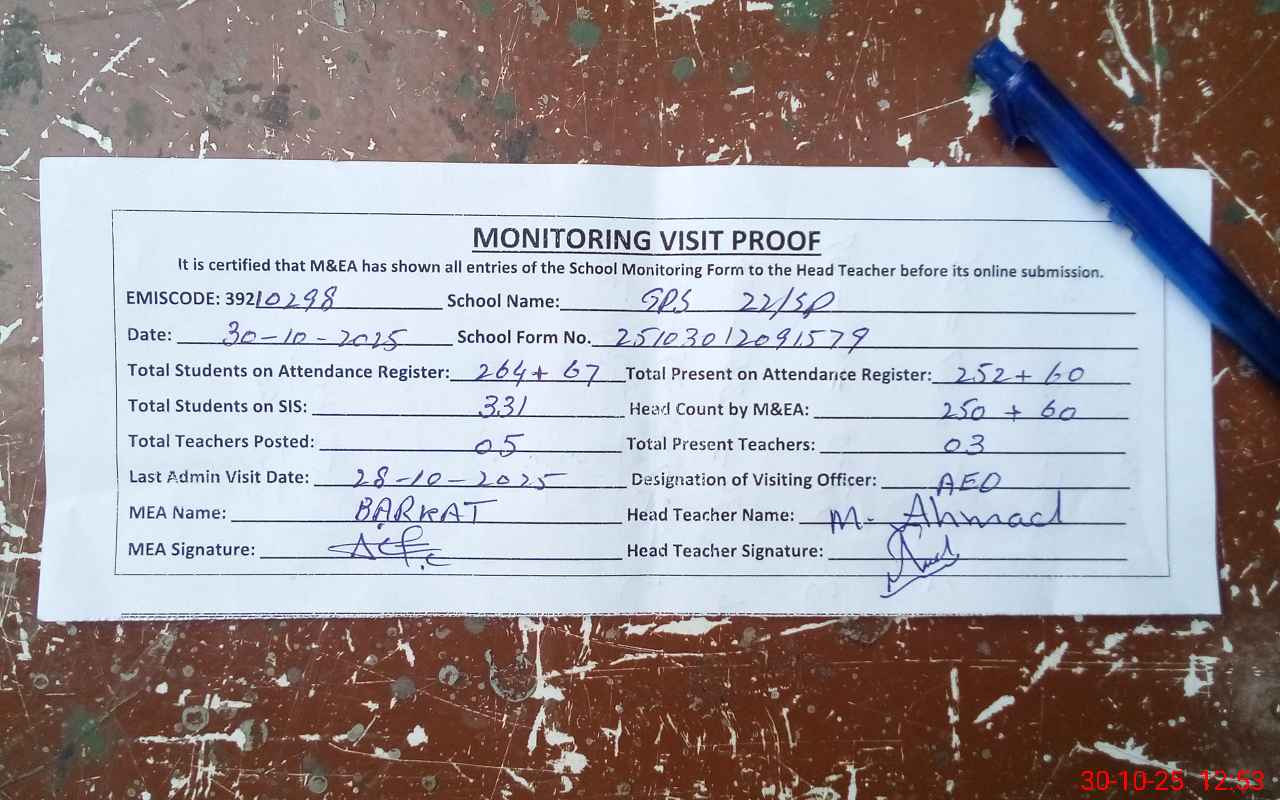 MONITORING VISIT PROOF
It is certified that M&EA has shown all entries of the School Monitoring Form to the Head Teacher before its online submission.
EMISCODE: 39210298 School Name: GPS 22/SP
Date: 30-10-2025 School Form No. 25103012091579
Total Students on Attendance Register: 264+67 Total Present on Attendance Register: 252+60
Total Students on SIS: 331 Head Count by M&EA: 250 + 60
Total Teachers Posted: 05 Total Present Teachers: 03
Last Admin Visit Date: 28-10-2025 Designation of Visiting Officer: AEO
MEA Name: BARKAT Head Teacher Name: M. Ahmad
MEA Signature: Head Teacher Signature:
30-10-25 12:53